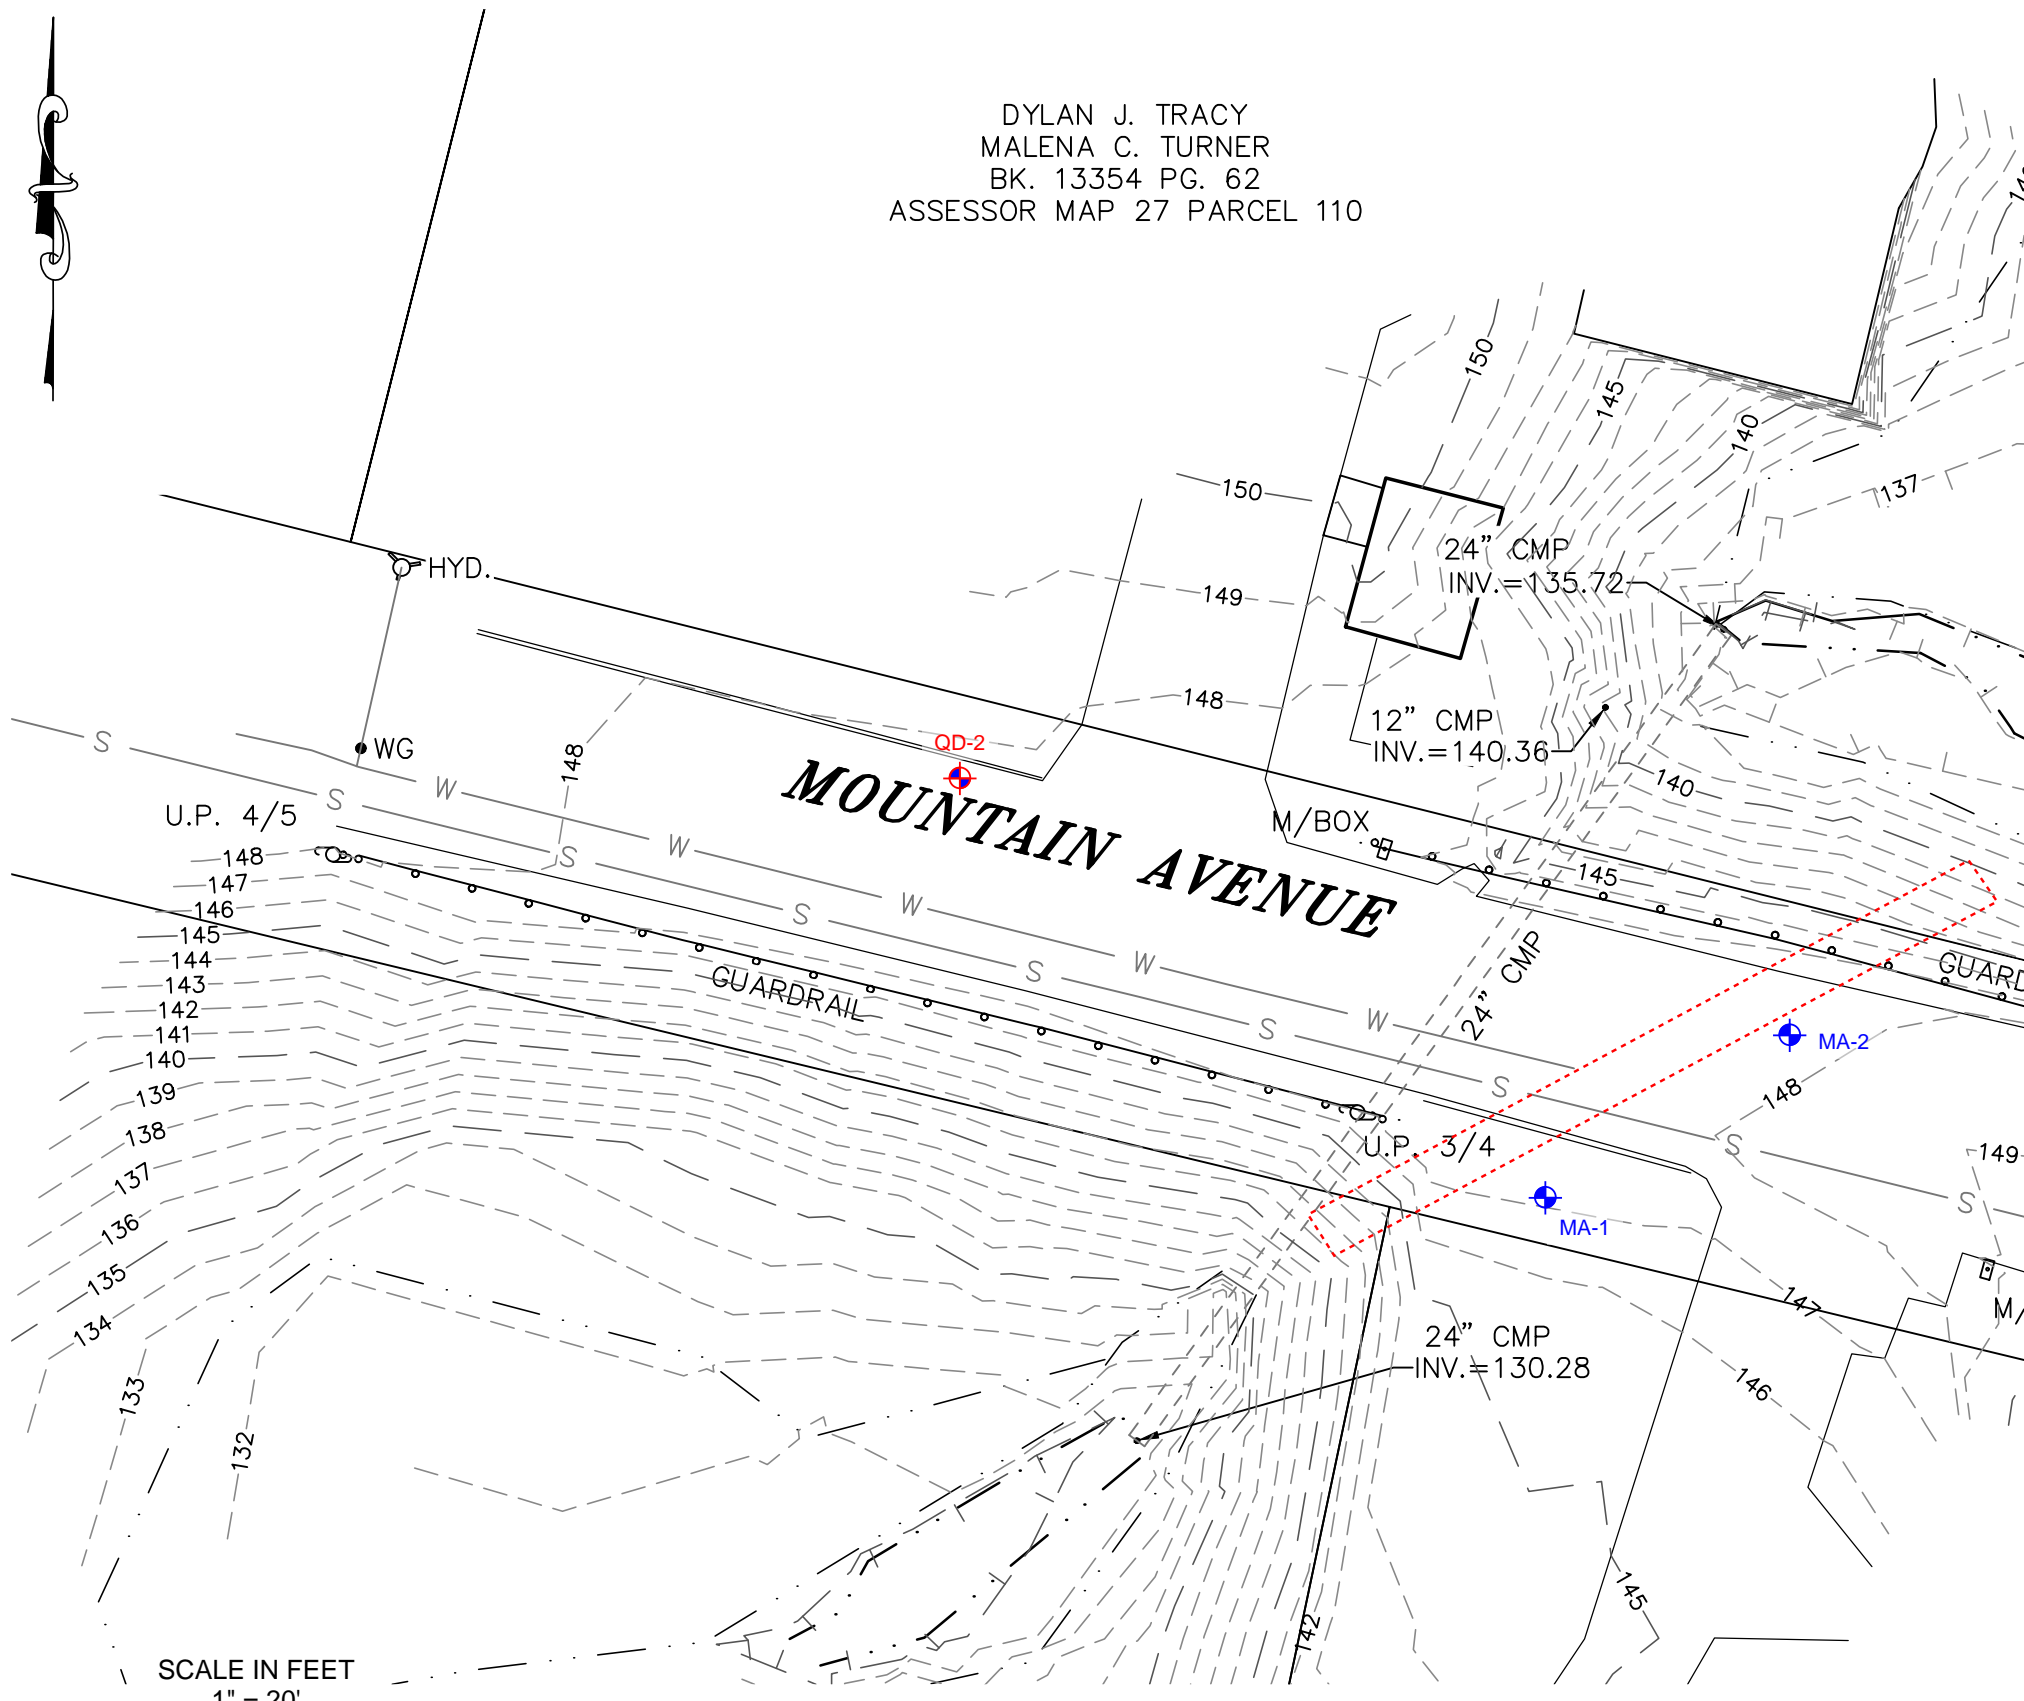 DYLAN J. TRACY
MALENA C. TURNER
BK. 13354 PG. 62
ASSESSOR MAP 27 PARCEL 110
150
145
140
137
150
24" CMP
INV.=135.72
HYD.
149
148
12" CMP
INV.=140.36
140
S
WG
148
QD-2
W
S
U.P. 4/5
MOUNTAIN AVENUE
M/BOX
W
S
148
147
146
145
144
143
142
141
140
139
138
137
136
135
134
133
132
145
W
S
GUARDRAIL
24" CMP
W
S
GUARD
W
S
MA-2
148
S
U.P. 3/4
S
149
S
MA-1
147
M/
24" CMP
INV.=130.28
146
145
142
SCALE IN FEET
1" = 20'